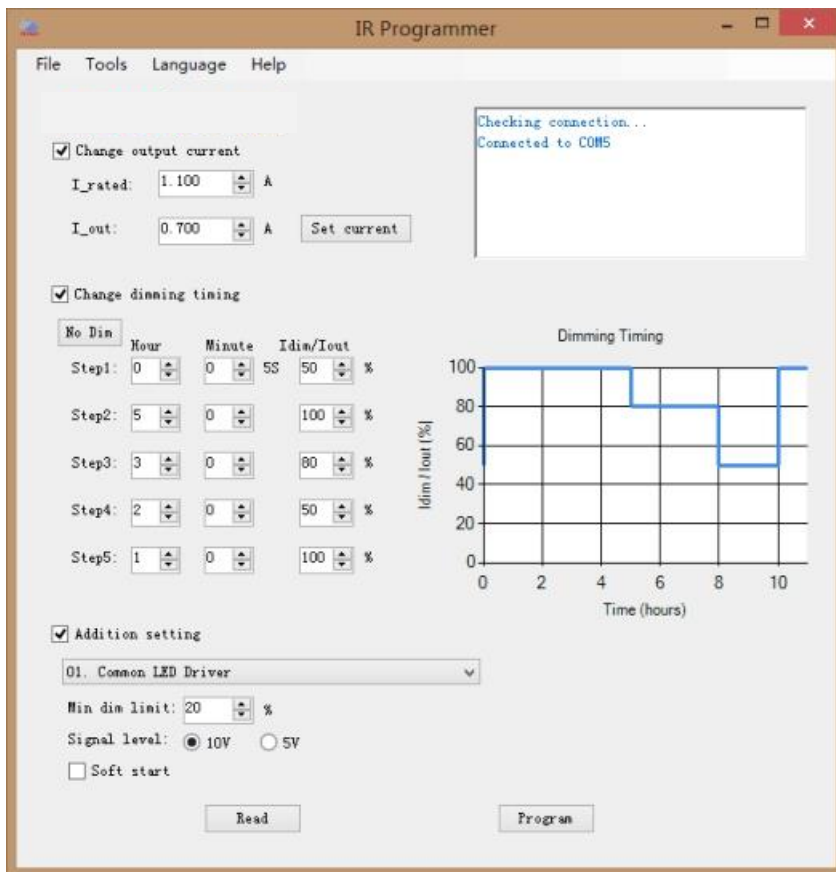 IR Programmer
File Tools Language Help
Checking connection...
Connected to COM5
Change output current
I_rated: 1.100 A
I_out: 0.700 A Set current
Change dimming timing
No Dim
Hour Minute Idim/Iout
Step1: 0 0 5S 50 %
Step2: 5 0 100 %
Step3: 3 0 80 %
Step4: 2 0 50 %
Step5: 1 0 100 %
Dimming Timing
Idim / Iout (%)
100
80
60
40
20
0
0 2 4 6 8 10
Time (hours)
Addition setting
01. Common LED Driver
Min dim limit: 20 %
Signal level: 10V 5V
Soft start
Read Program